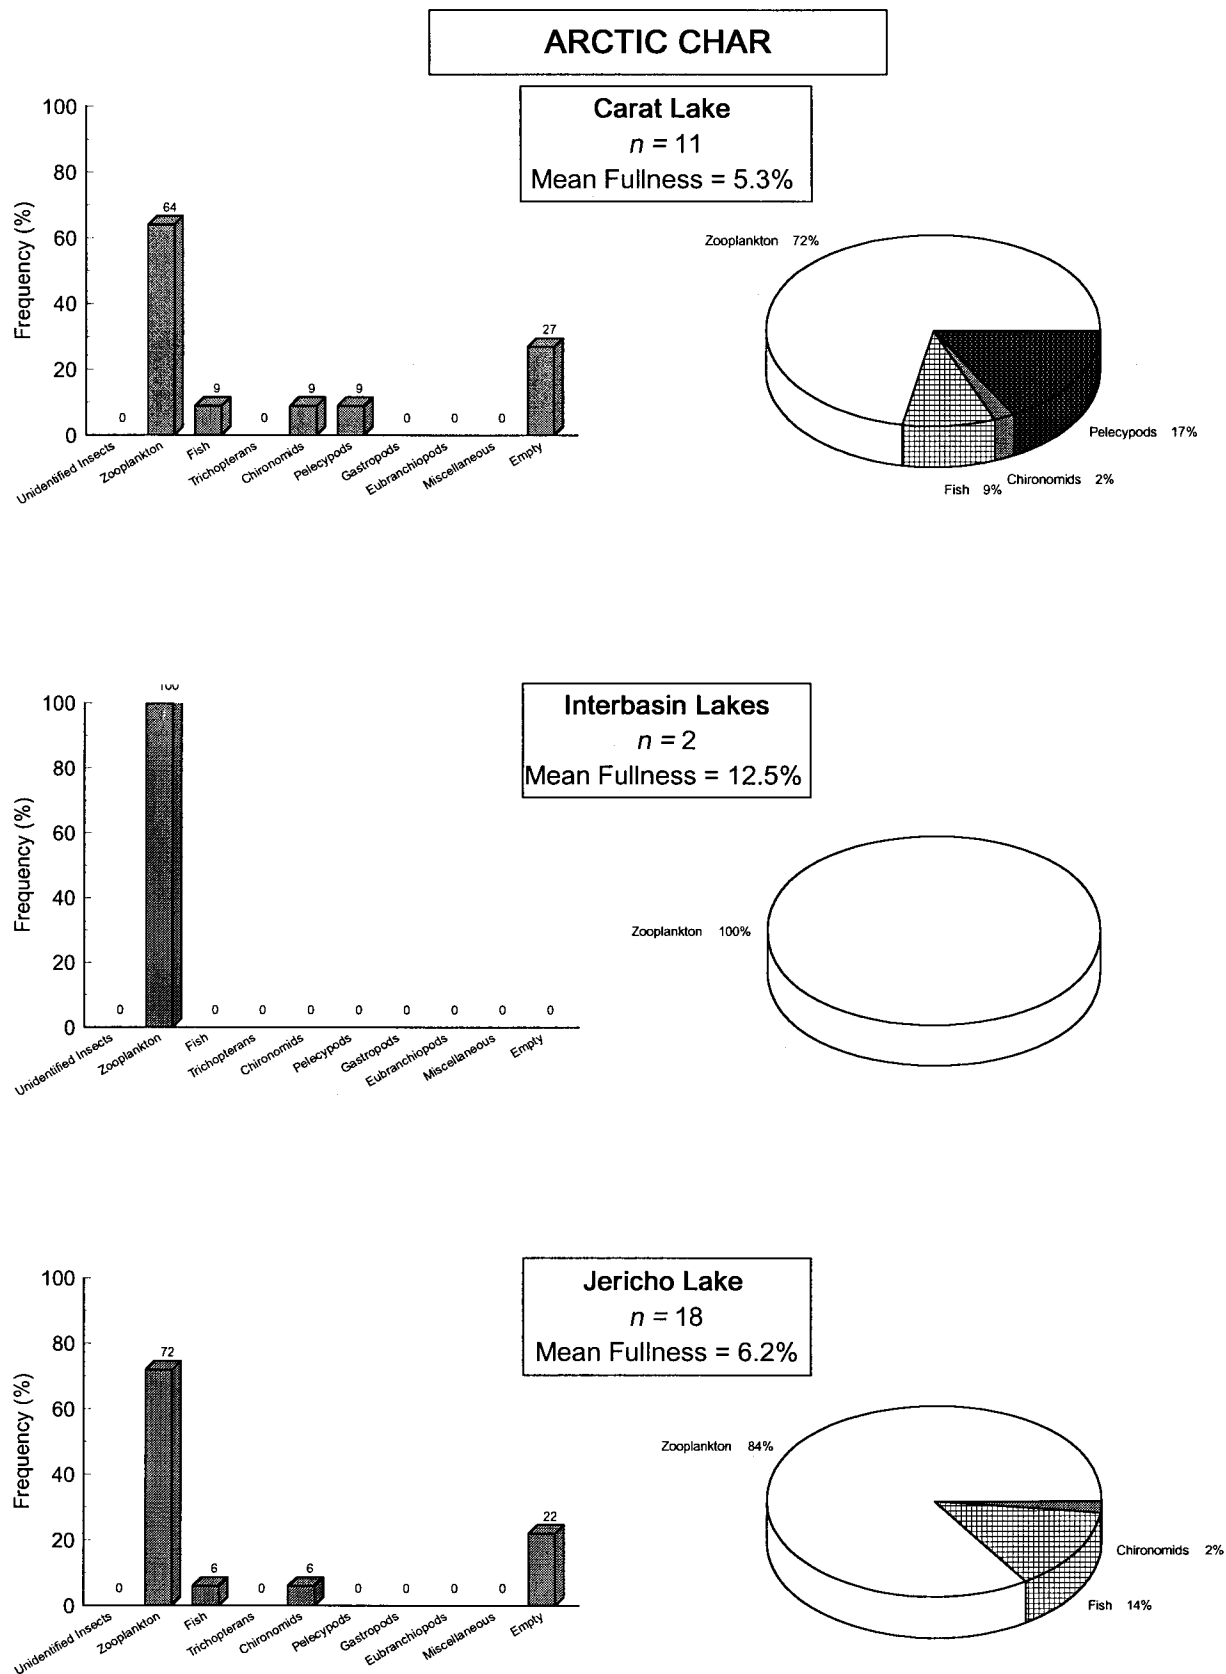 ARCTIC CHAR
Carat Lake
n = 11
Mean Fullness = 5.3%
Frequency (%)
100
80
60
40
20
0
0
64
9
0
9
9
0
0
0
27
Unidentified Insects
Zooplankton
Fish
Trichopterans
Chironomids
Pelecypods
Gastropods
Eubranchiopods
Miscellaneous
Empty
Zooplankton 72%
Pelecypods 17%
Chironomids 2%
Fish 9%
Interbasin Lakes
n = 2
Mean Fullness = 12.5%
Frequency (%)
100
80
60
40
20
0
0
100
0
0
0
0
0
0
0
0
Unidentified Insects
Zooplankton
Fish
Trichopterans
Chironomids
Pelecypods
Gastropods
Eubranchiopods
Miscellaneous
Empty
Zooplankton 100%
Jericho Lake
n = 18
Mean Fullness = 6.2%
Frequency (%)
100
80
60
40
20
0
0
72
6
0
6
0
0
0
0
22
Unidentified Insects
Zooplankton
Fish
Trichopterans
Chironomids
Pelecypods
Gastropods
Eubranchiopods
Miscellaneous
Empty
Zooplankton 84%
Chironomids 2%
Fish 14%